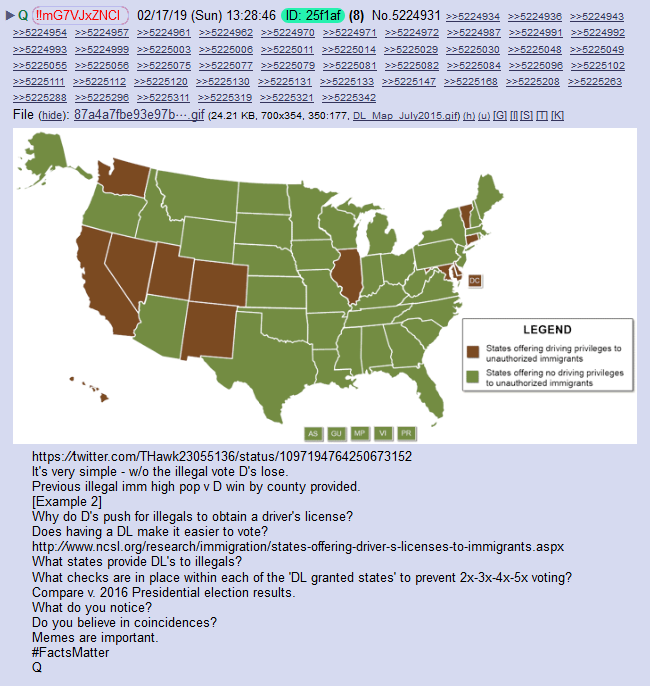 ▶ Q !!mG7VJxZNCI 02/17/19 (Sun) 13:28:46 ID: 25f1af (8) No.5224931 >>5224934 >>5224936 >>5224943
>>5224954 >>5224957 >>5224961 >>5224962 >>5224970 >>5224971 >>5224972 >>5224987 >>5224991 >>5224992
>>5224993 >>5224999 >>5225003 >>5225006 >>5225011 >>5225014 >>5225029 >>5225030 >>5225048 >>5225049
>>5225055 >>5225056 >>5225075 >>5225077 >>5225079 >>5225081 >>5225082 >>5225084 >>5225096 >>5225102
>>5225111 >>5225112 >>5225120 >>5225130 >>5225131 >>5225133 >>5225147 >>5225168 >>5225208 >>5225263
>>5225288 >>5225296 >>5225311 >>5225319 >>5225321 >>5225342
File (hide): 87a4a7fbe93e97b⋯.gif (24.21 KB, 700x354, 350:177, DL_Map_July2015.gif) (h) (u) [G] [I] [S] [T] [K]
DC
LEGEND
States offering driving privileges to
unauthorized immigrants
States offering no driving privileges
to unauthorized immigrants
AS GU MP VI PR
https://twitter.com/THawk23055136/status/1097194764250673152
It's very simple - w/o the illegal vote D's lose.
Previous illegal imm high pop v D win by county provided.
[Example 2]
Why do D's push for illegals to obtain a driver's license?
Does having a DL make it easier to vote?
http://www.ncsl.org/research/immigration/states-offering-driver-s-licenses-to-immigrants.aspx
What states provide DL's to illegals?
What checks are in place within each of the 'DL granted states' to prevent 2x-3x-4x-5x voting?
Compare v. 2016 Presidential election results.
What do you notice?
Do you believe in coincidences?
Memes are important.
#FactsMatter
Q